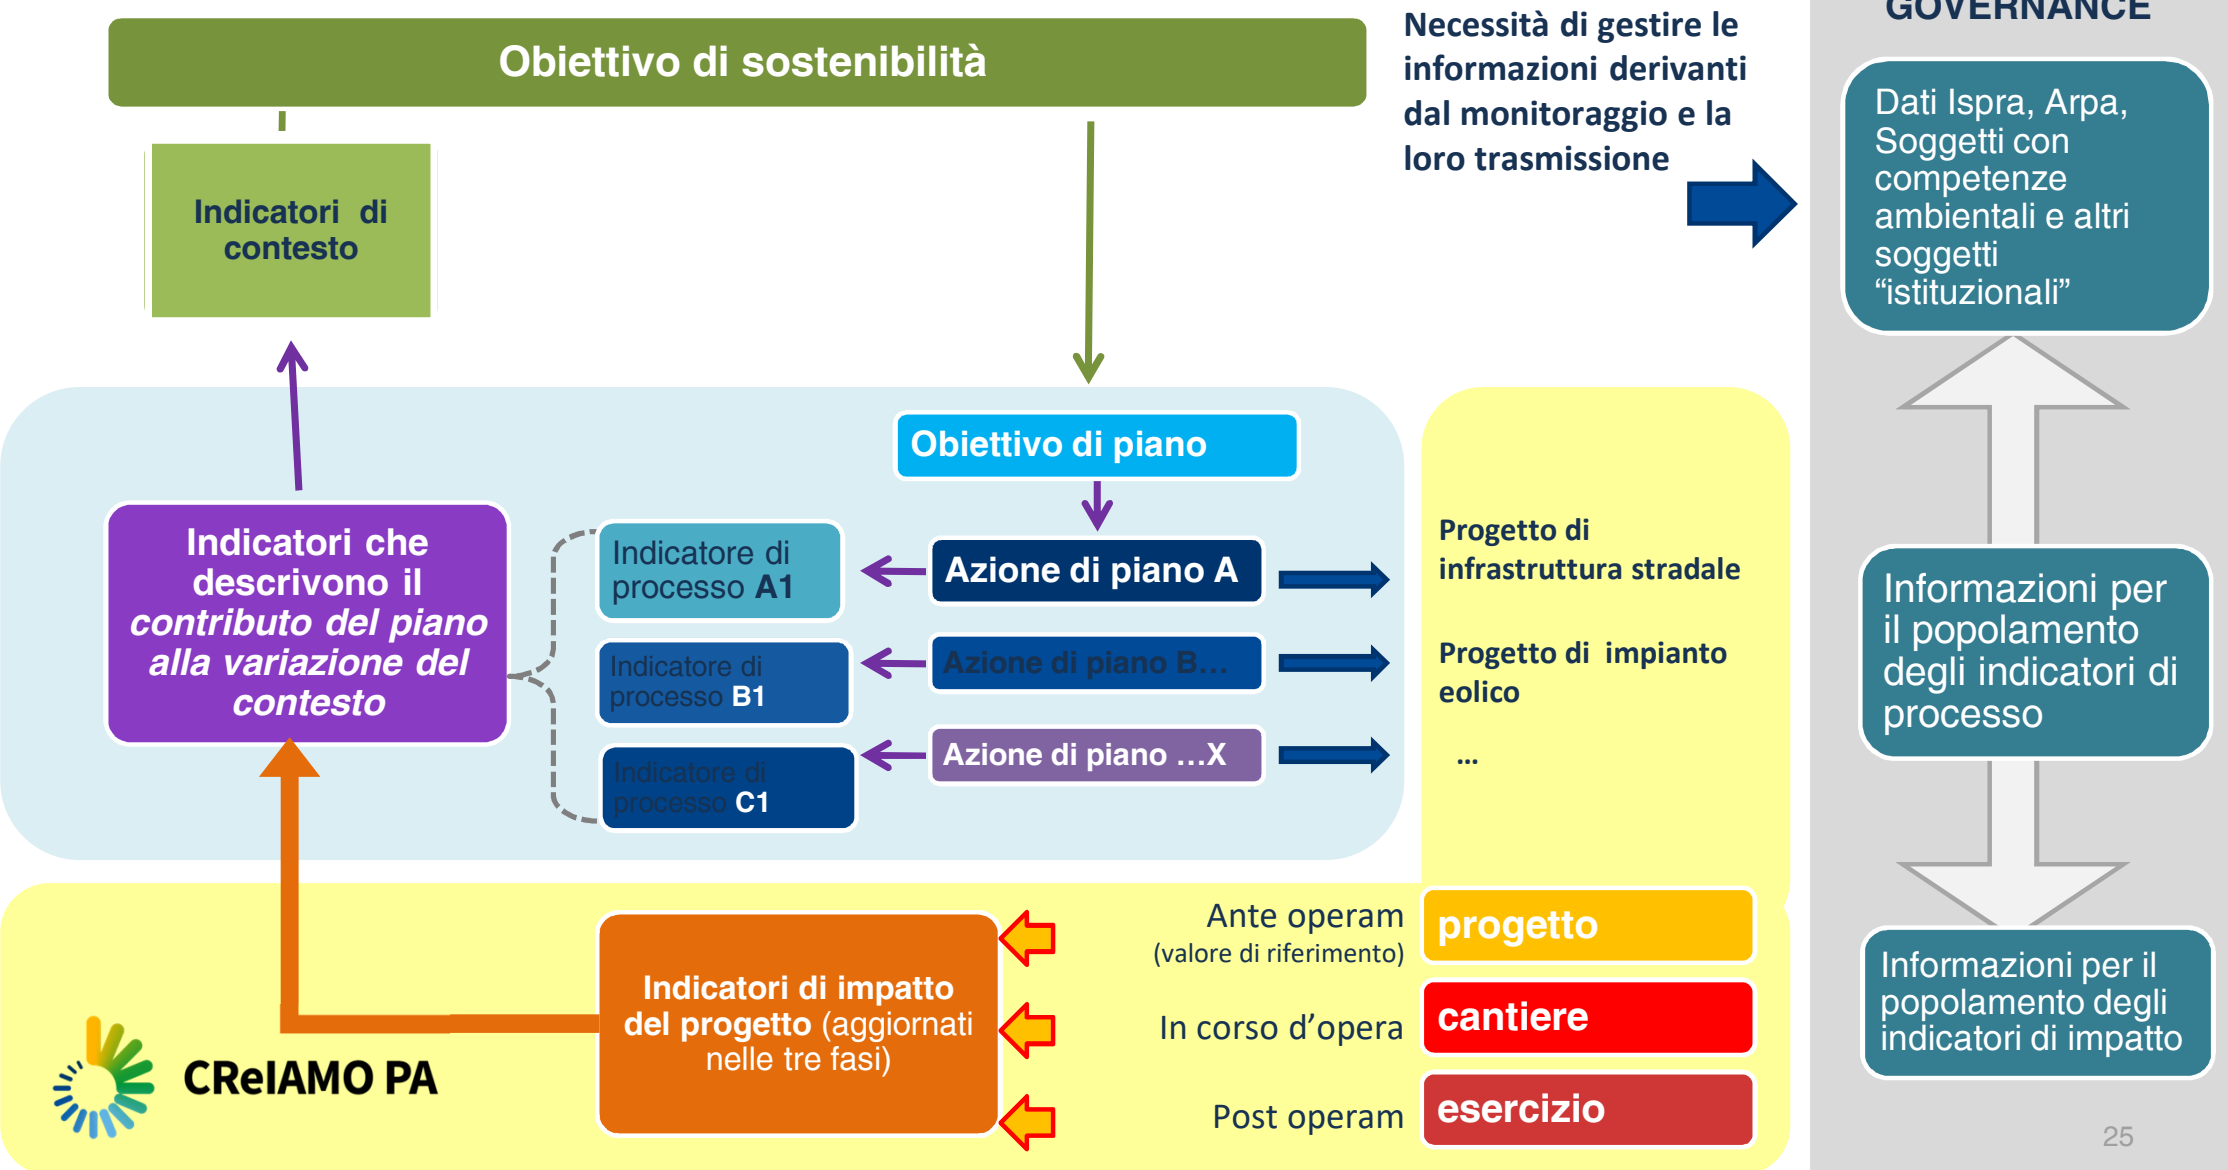 Obiettivo di sostenibilità
Necessità di gestire le
informazioni derivanti
dal monitoraggio e la
loro trasmissione
GOVERNANCE
Dati Ispra, Arpa,
Soggetti con
competenze
ambientali e altri
soggetti
“istituzionali”
Indicatori di
contesto
Obiettivo di piano
Indicatori che
descrivono il
contributo del piano
alla variazione del
contesto
Indicatore di
processo A1
Azione di piano A
Indicatore di
processo B1
Azione di piano B...
Indicatore di
processo C1
Azione di piano ...X
Progetto di
infrastruttura stradale
Progetto di impianto
eolico
...
Informazioni per
il popolamento
degli indicatori di
processo
Indicatori di impatto
del progetto (aggiornati
nelle tre fasi)
Ante operam
(valore di riferimento)
progetto
In corso d’opera
cantiere
Post operam
esercizio
Informazioni per il
popolamento degli
indicatori di impatto
CReIAMO PA
25